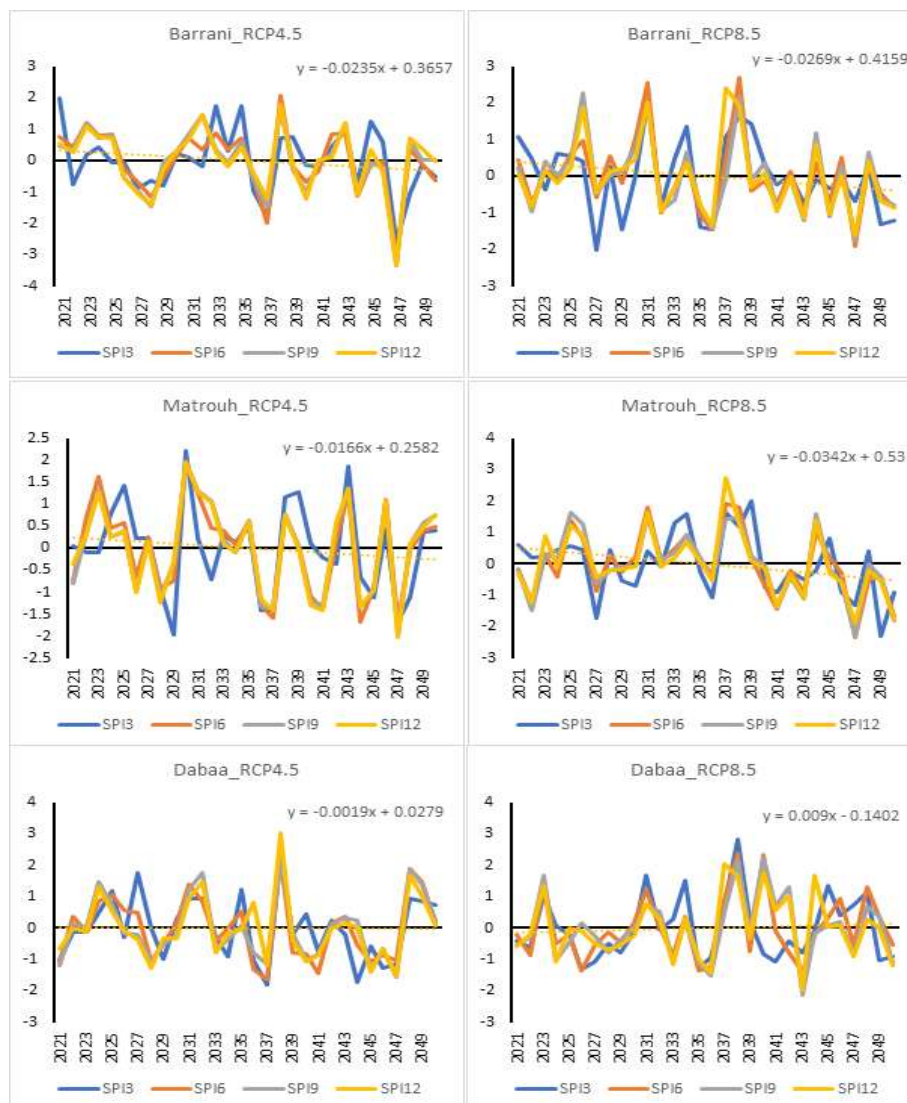 Barrani_RCP4.5
y = -0.0235x + 0.3657
3
2
1
0
-1
-2
-3
-4
2021 2023 2025 2027 2029 2031 2033 2035 2037 2039 2041 2043 2045 2047 2049
SPI3 SPI6 SPI9 SPI12
Barrani_RCP8.5
y = -0.0269x + 0.4159
3
2
1
0
-1
-2
-3
2021 2023 2025 2027 2029 2031 2033 2035 2037 2039 2041 2043 2045 2047 2049
SPI3 SPI6 SPI9 SPI12
Matrouh_RCP4.5
y = -0.0166x + 0.2582
2.5
2
1.5
1
0.5
0
-0.5
-1
-1.5
-2
-2.5
2021 2023 2025 2027 2029 2031 2033 2035 2037 2039 2041 2043 2045 2047 2049
SPI3 SPI6 SPI9 SPI12
Matrouh_RCP8.5
y = -0.0342x + 0.53
4
3
2
1
0
-1
-2
-3
2021 2023 2025 2027 2029 2031 2033 2035 2037 2039 2041 2043 2045 2047 2049
SPI3 SPI6 SPI9 SPI12
Dabaa_RCP4.5
y = -0.0019x + 0.0279
4
3
2
1
0
-1
-2
-3
2021 2023 2025 2027 2029 2031 2033 2035 2037 2039 2041 2043 2045 2047 2049
SPI3 SPI6 SPI9 SPI12
Dabaa_RCP8.5
y = 0.009x - 0.1402
4
3
2
1
0
-1
-2
-3
2021 2023 2025 2027 2029 2031 2033 2035 2037 2039 2041 2043 2045 2047 2049
SPI3 SPI6 SPI9 SPI12